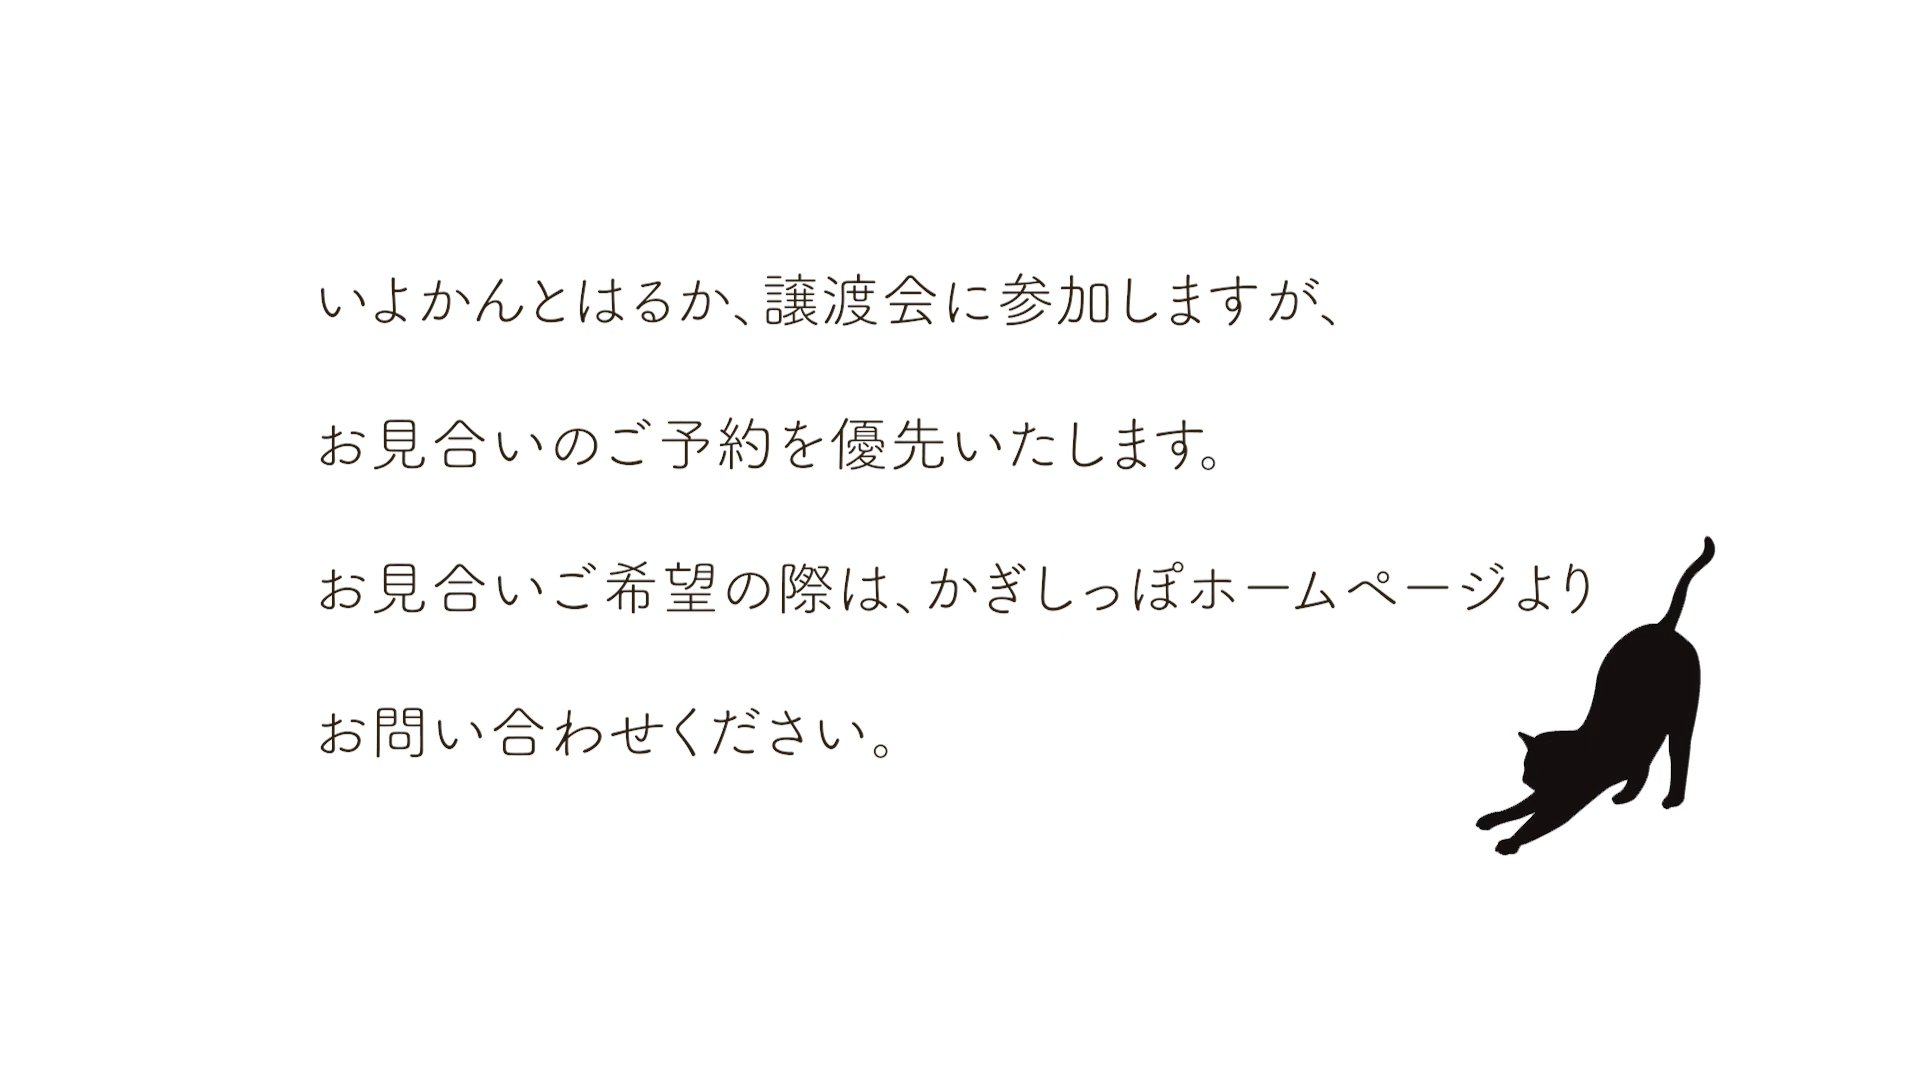 いよかんとはるか、譲渡会に参加しますが、
お見合いのご予約を優先いたします。
お見合いご希望の際は、かぎしっぽホームページより
お問い合わせください。